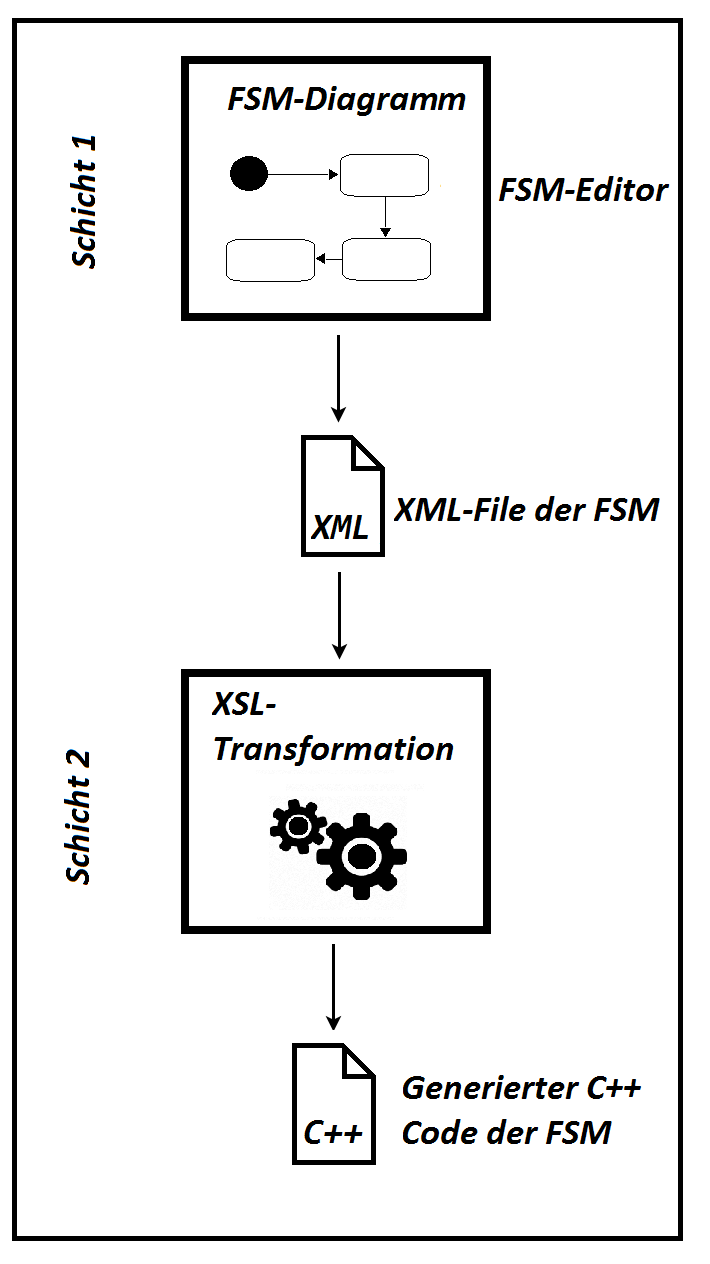 FSM-Diagramm
Schicht 1
FSM-Editor
XML
XML-File der FSM
XSL-
Transformation
Schicht 2
C++
Generierter C++
Code der FSM